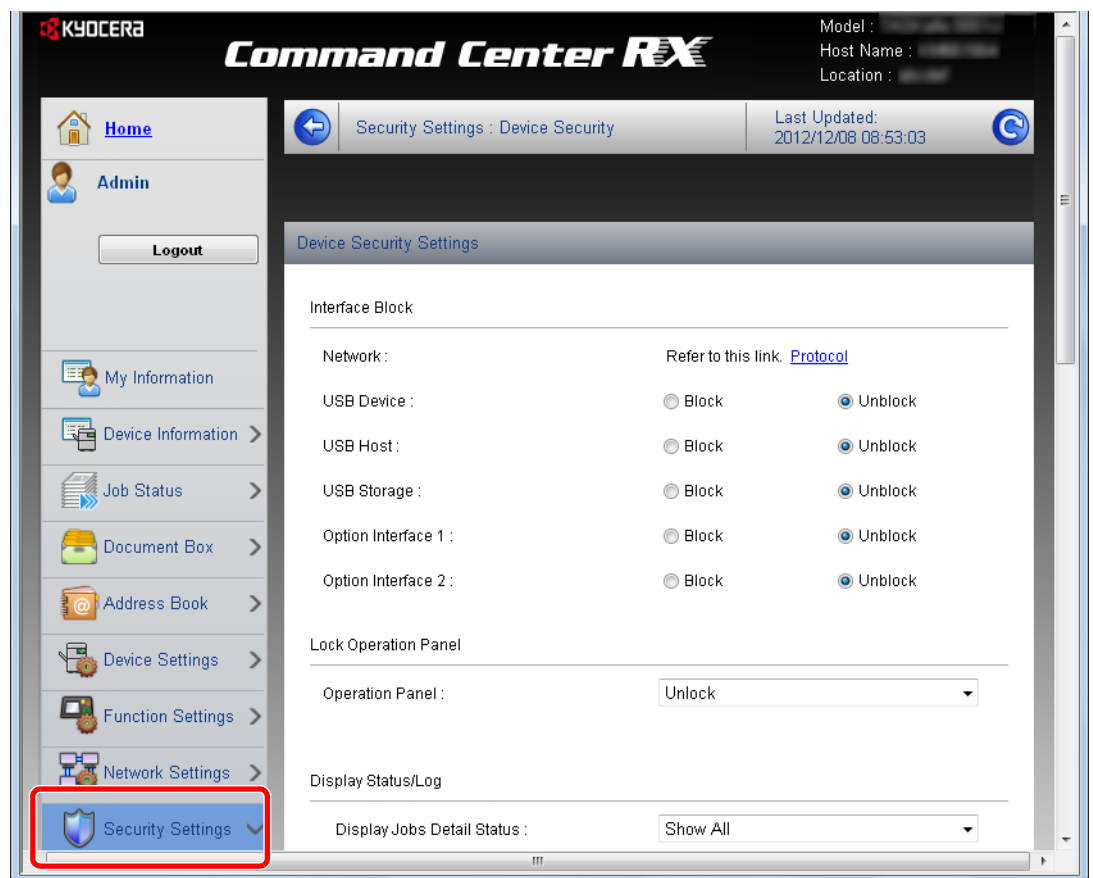 KYOCERA
Command Center RX
Model :
Host Name :
Location :
Home
Admin
Logout
My Information
Device Information
Job Status
Document Box
Address Book
Device Settings
Function Settings
Network Settings
Security Settings
Security Settings : Device Security
Last Updated:
2012/12/08 08:53:03
Device Security Settings
Interface Block
Network : Refer to this link. Protocol
USB Device : Block Unblock
USB Host : Block Unblock
USB Storage : Block Unblock
Option Interface 1 : Block Unblock
Option Interface 2 : Block Unblock
Lock Operation Panel
Operation Panel : Unlock
Display Status/Log
Display Jobs Detail Status : Show All